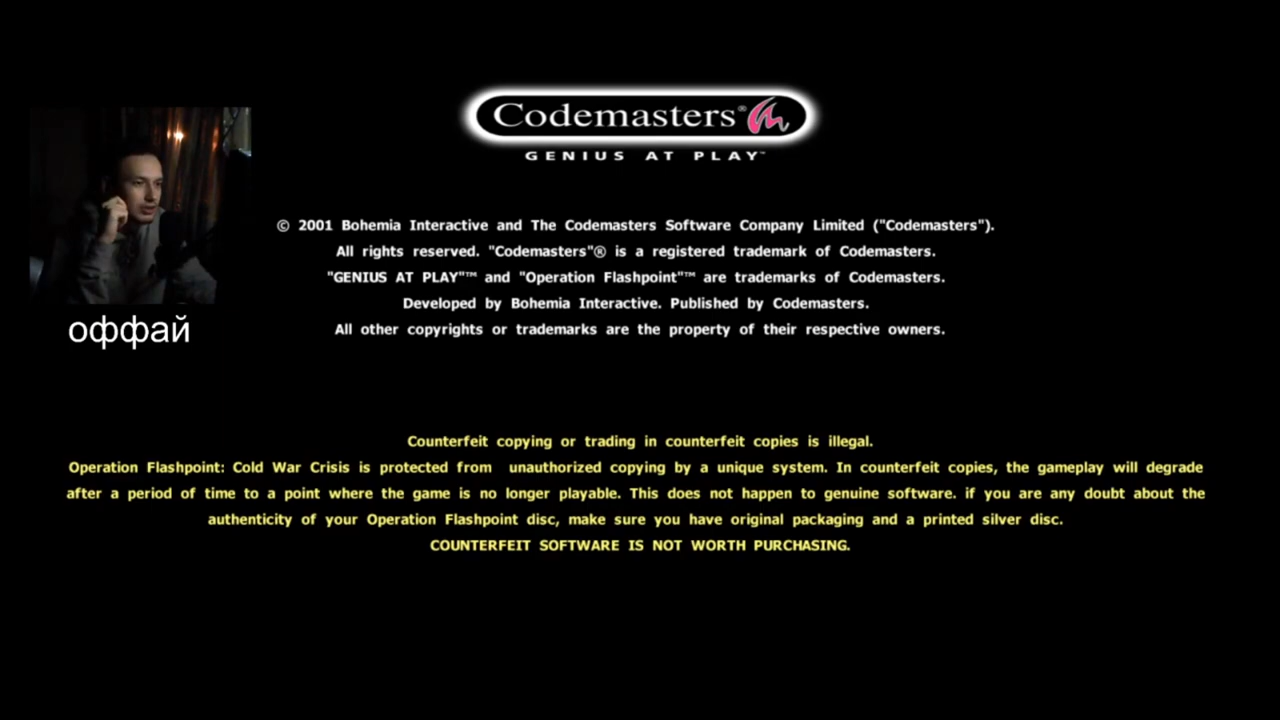 Codemasters®
GENIUS AT PLAY™
© 2001 Bohemia Interactive and The Codemasters Software Company Limited ("Codemasters").
All rights reserved. "Codemasters"® is a registered trademark of Codemasters.
"GENIUS AT PLAY"™ and "Operation Flashpoint"™ are trademarks of Codemasters.
Developed by Bohemia Interactive. Published by Codemasters.
All other copyrights or trademarks are the property of their respective owners.
оффай
Counterfeit copying or trading in counterfeit copies is illegal.
Operation Flashpoint: Cold War Crisis is protected from unauthorized copying by a unique system. In counterfeit copies, the gameplay will degrade
after a period of time to a point where the game is no longer playable. This does not happen to genuine software. if you are any doubt about the
authenticity of your Operation Flashpoint disc, make sure you have original packaging and a printed silver disc.
COUNTERFEIT SOFTWARE IS NOT WORTH PURCHASING.